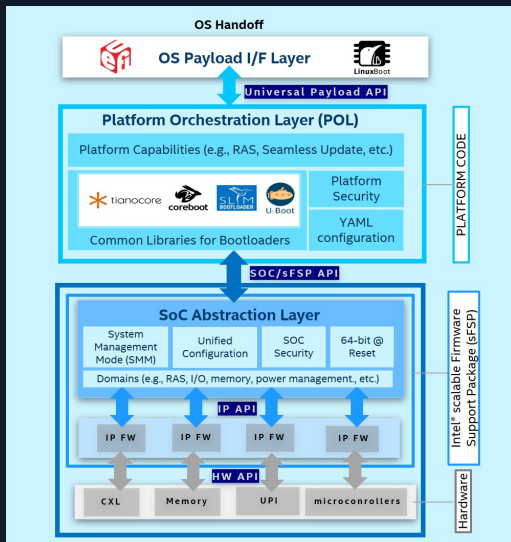 OS Handoff
uefi
OS Payload I/F Layer
LinuxBoot
Universal Payload API
Platform Orchestration Layer (POL)
Platform Capabilities (e.g., RAS, Seamless Update, etc.)
tianocore
coreboot
SLIM
BOOTLOADER
U-Boot
Common Libraries for Bootloaders
Platform
Security
YAML
configuration
PLATFORM CODE
SOC/sFSP API
SoC Abstraction Layer
System
Management
Mode (SMM)
Unified
Configuration
SOC
Security
64-bit @
Reset
Domains (e.g., RAS, I/O, memory, power management., etc.)
IP API
IP FW
IP FW
IP FW
IP FW
Intel® scalable Firmware
Support Package (sFSP)
HW API
CXL
Memory
UPI
microconrollers
Hardware